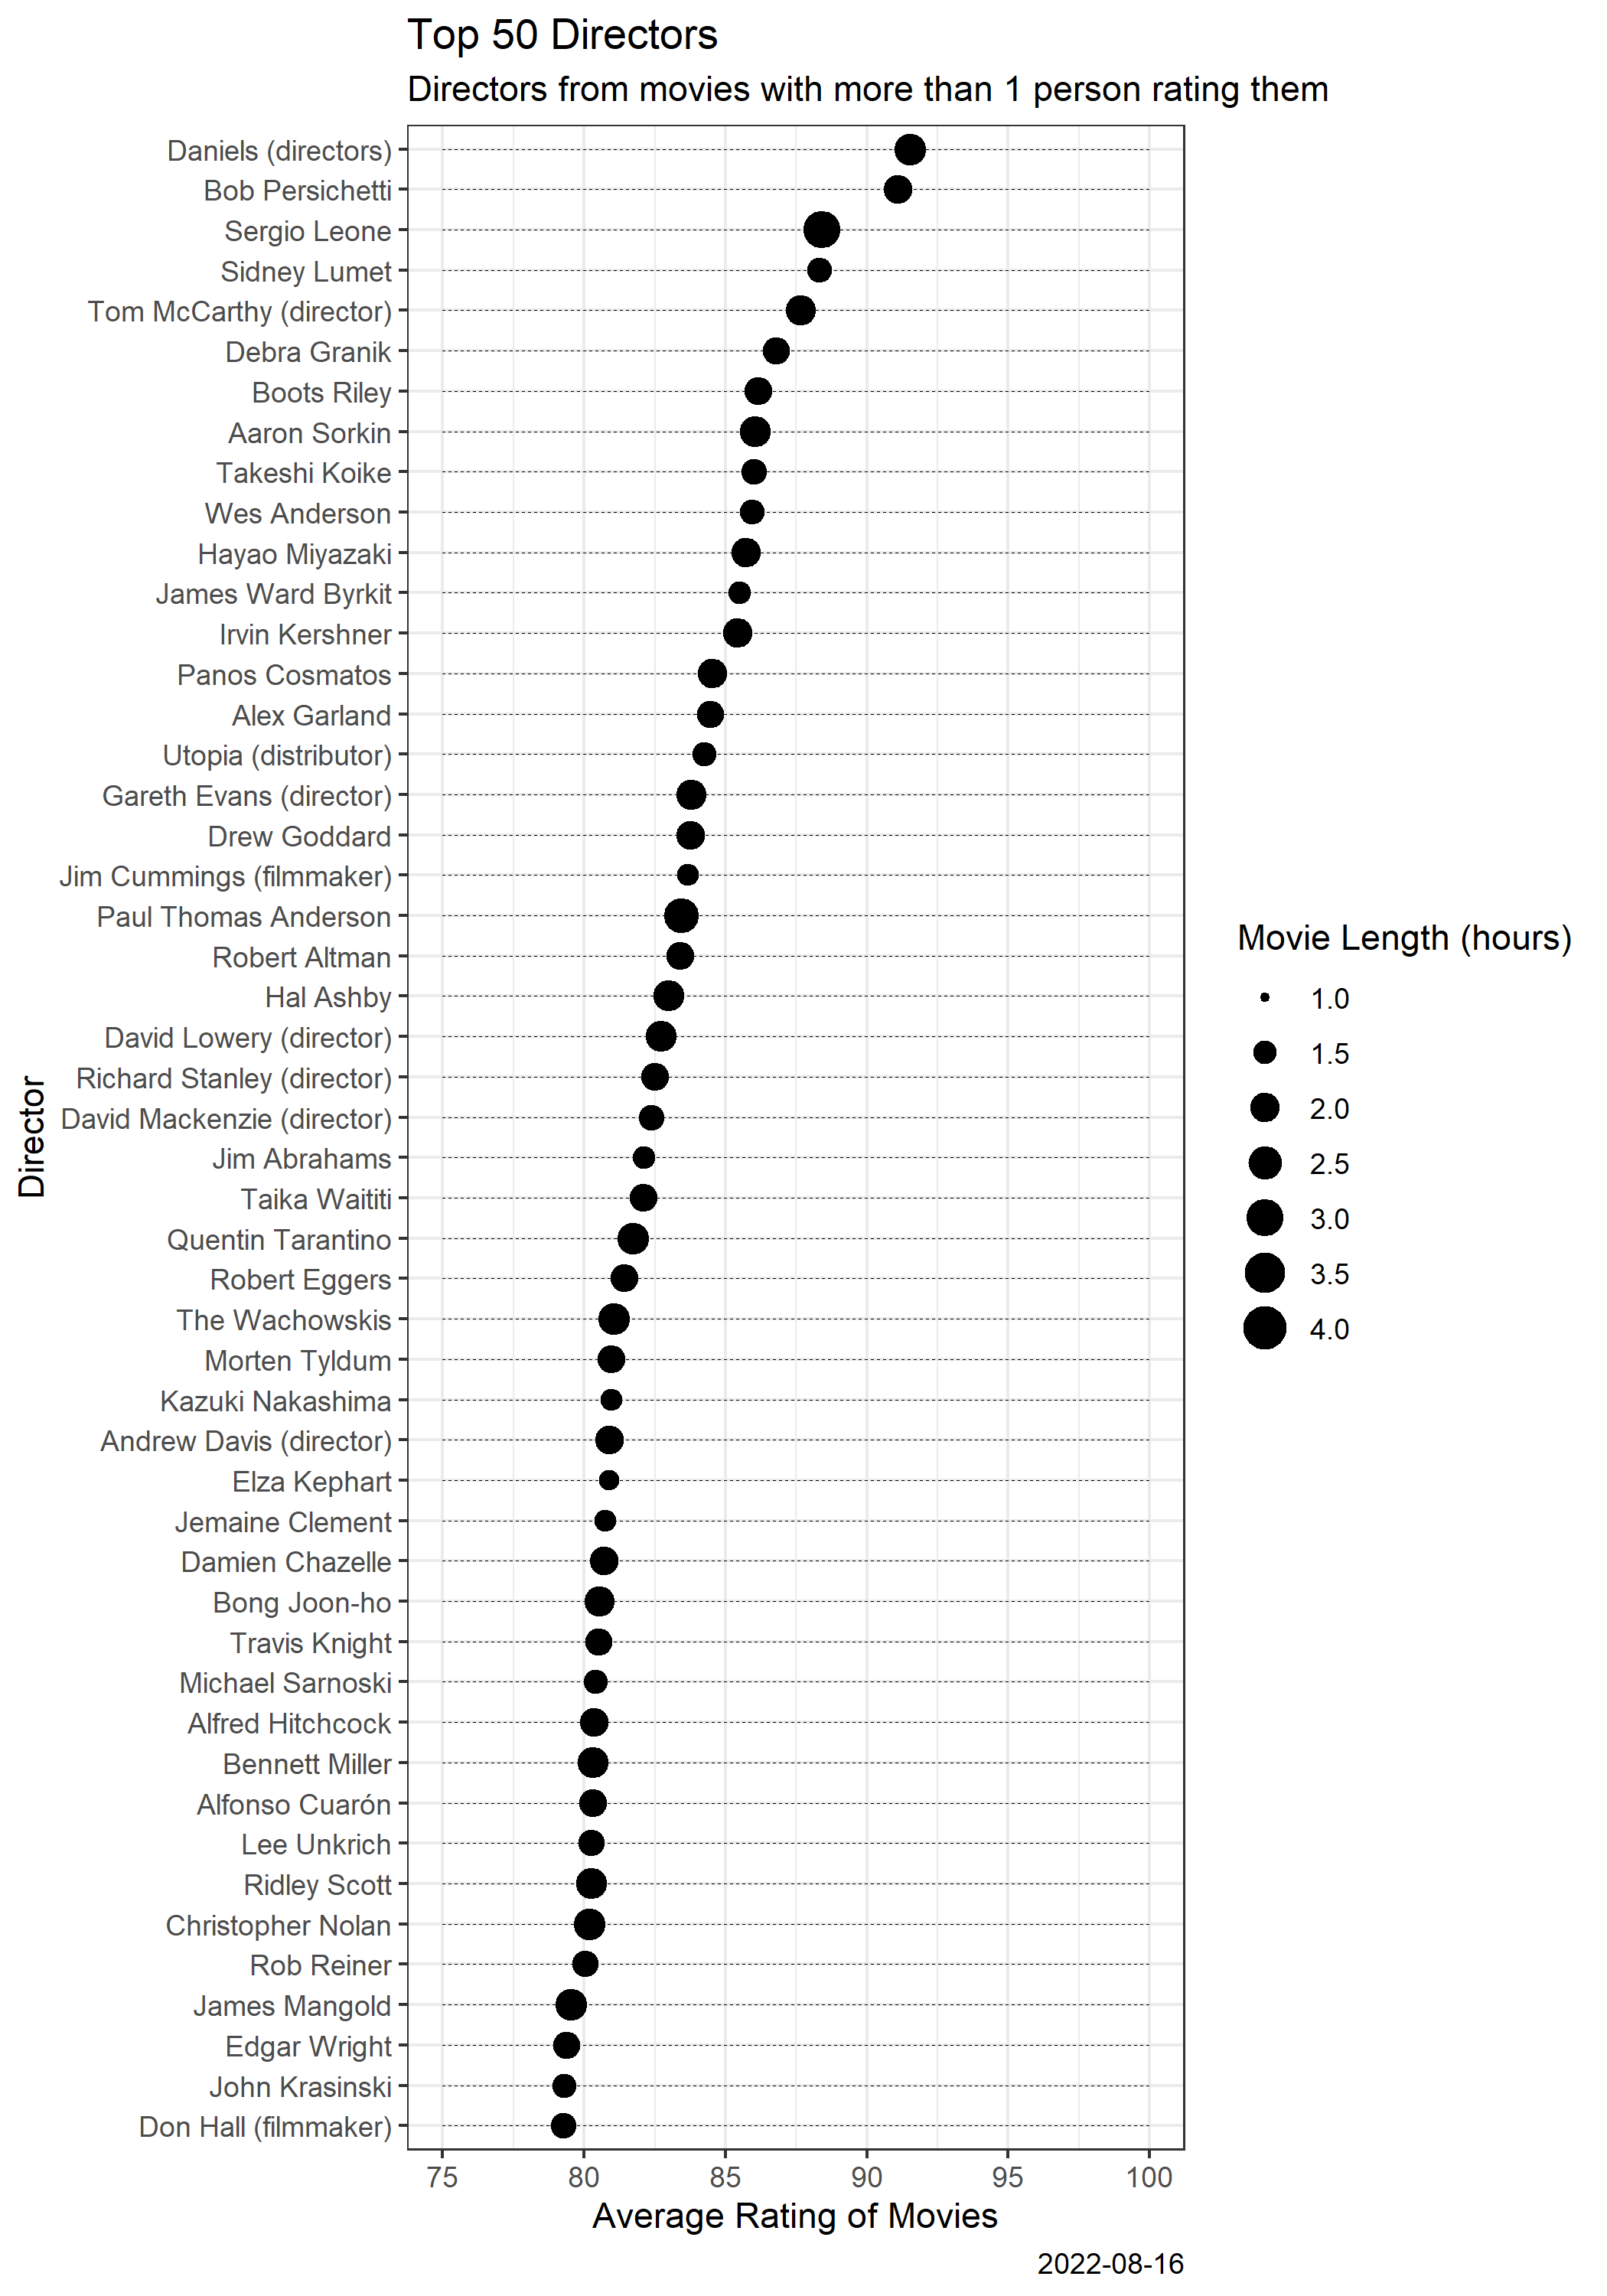 Top 50 Directors
Directors from movies with more than 1 person rating them
Daniels (directors)
Bob Persichetti
Sergio Leone
Sidney Lumet
Tom McCarthy (director)
Debra Granik
Boots Riley
Aaron Sorkin
Takeshi Koike
Wes Anderson
Hayao Miyazaki
James Ward Byrkit
Irvin Kershner
Panos Cosmatos
Alex Garland
Utopia (distributor)
Gareth Evans (director)
Drew Goddard
Jim Cummings (filmmaker)
Paul Thomas Anderson
Robert Altman
Hal Ashby
David Lowery (director)
Richard Stanley (director)
David Mackenzie (director)
Jim Abrahams
Taika Waititi
Quentin Tarantino
Robert Eggers
The Wachowskis
Morten Tyldum
Kazuki Nakashima
Andrew Davis (director)
Elza Kephart
Jemaine Clement
Damien Chazelle
Bong Joon-ho
Travis Knight
Michael Sarnoski
Alfred Hitchcock
Bennett Miller
Alfonso Cuarón
Lee Unkrich
Ridley Scott
Christopher Nolan
Rob Reiner
James Mangold
Edgar Wright
John Krasinski
Don Hall (filmmaker)
Director
75 80 85 90 95 100
Average Rating of Movies
Movie Length (hours)
1.0
1.5
2.0
2.5
3.0
3.5
4.0
2022-08-16